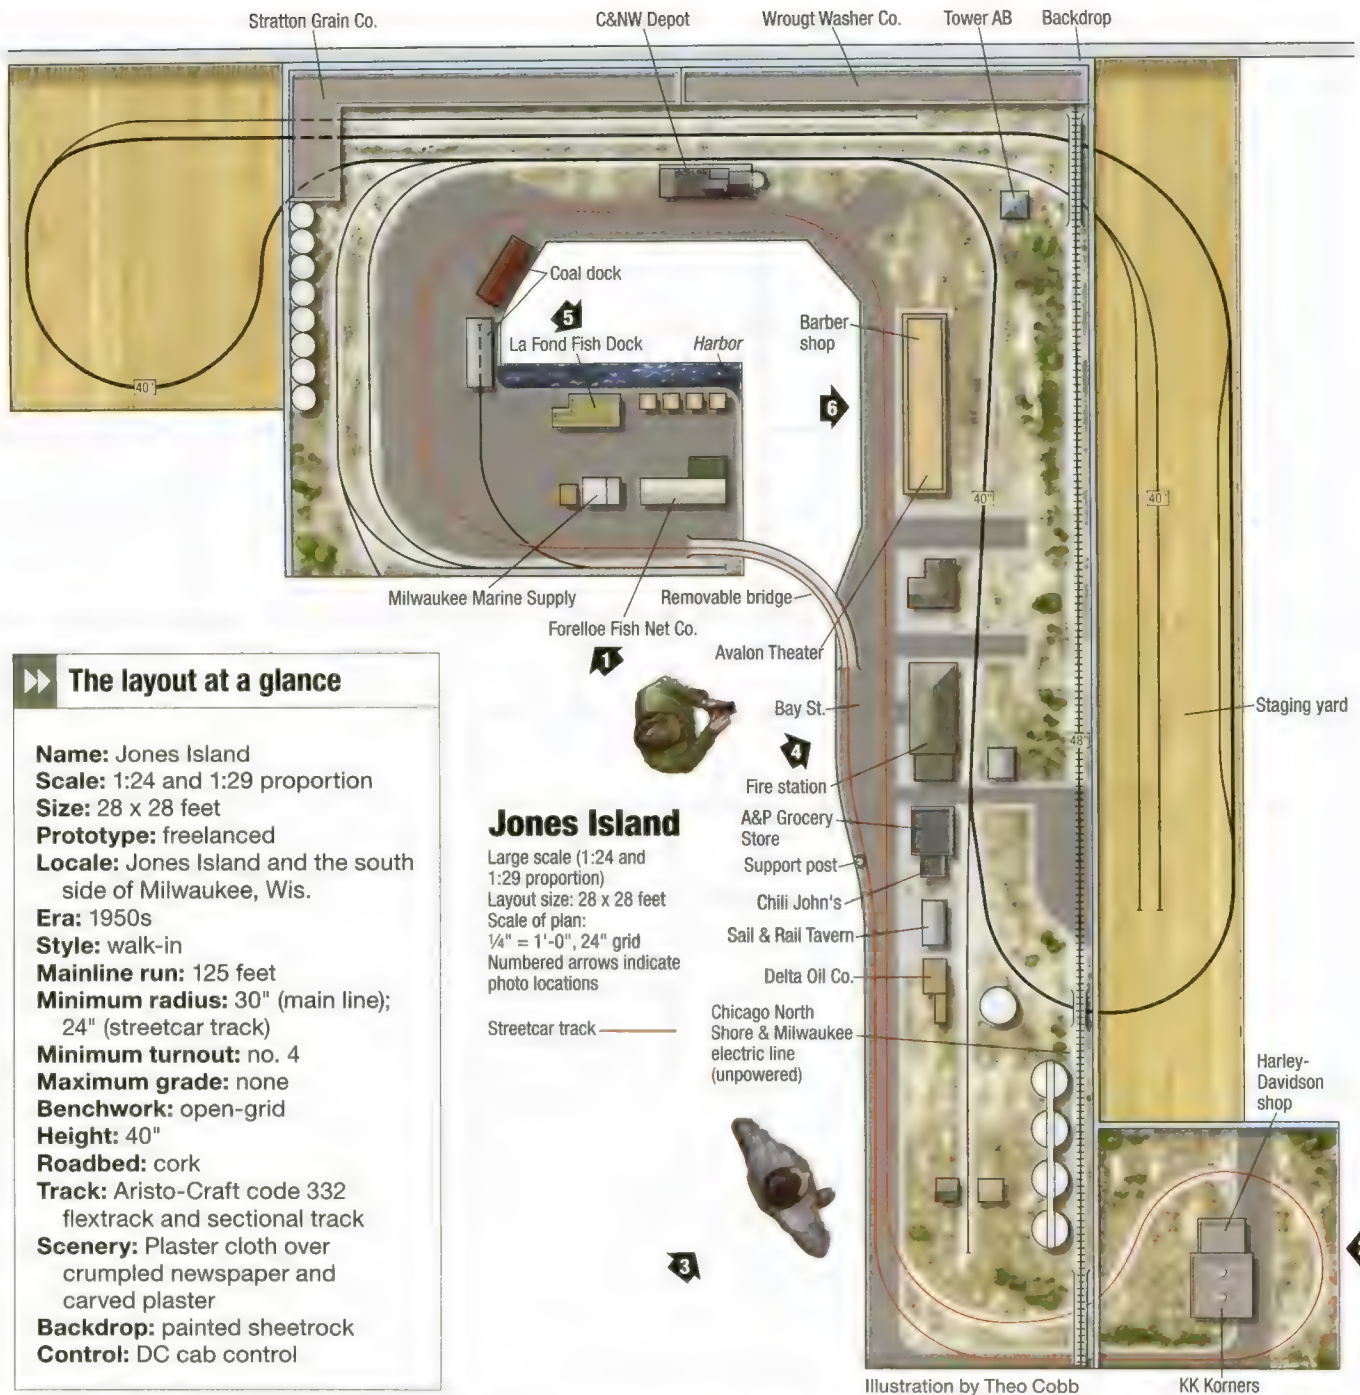 Stratton Grain Co.
C&NW Depot
Wrougt Washer Co.
Tower AB
Backdrop
Coal dock
5
La Fond Fish Dock
Harbor
Barber
shop
6
40"
40"
40"
Milwaukee Marine Supply
Removable bridge
Forelloe Fish Net Co.
1
Avalon Theater
Bay St.
4
48"
Staging yard
Fire station
A&P Grocery
Store
Support post
Chili John's
Sail & Rail Tavern
Delta Oil Co.
Chicago North
Shore & Milwaukee
electric line
(unpowered)
Harley-
Davidson
shop
3
KK Korners
Illustration by Theo Cobb
The layout at a glance
Name: Jones Island
Scale: 1:24 and 1:29 proportion
Size: 28 x 28 feet
Prototype: freelanced
Locale: Jones Island and the south
side of Milwaukee, Wis.
Era: 1950s
Style: walk-in
Mainline run: 125 feet
Minimum radius: 30" (main line);
24" (streetcar track)
Minimum turnout: no. 4
Maximum grade: none
Benchwork: open-grid
Height: 40"
Roadbed: cork
Track: Aristo-Craft code 332
flextrack and sectional track
Scenery: Plaster cloth over
crumpled newspaper and
carved plaster
Backdrop: painted sheetrock
Control: DC cab control
Jones Island
Large scale (1:24 and
1:29 proportion)
Layout size: 28 x 28 feet
Scale of plan:
¼" = 1'-0", 24" grid
Numbered arrows indicate
photo locations
Streetcar track